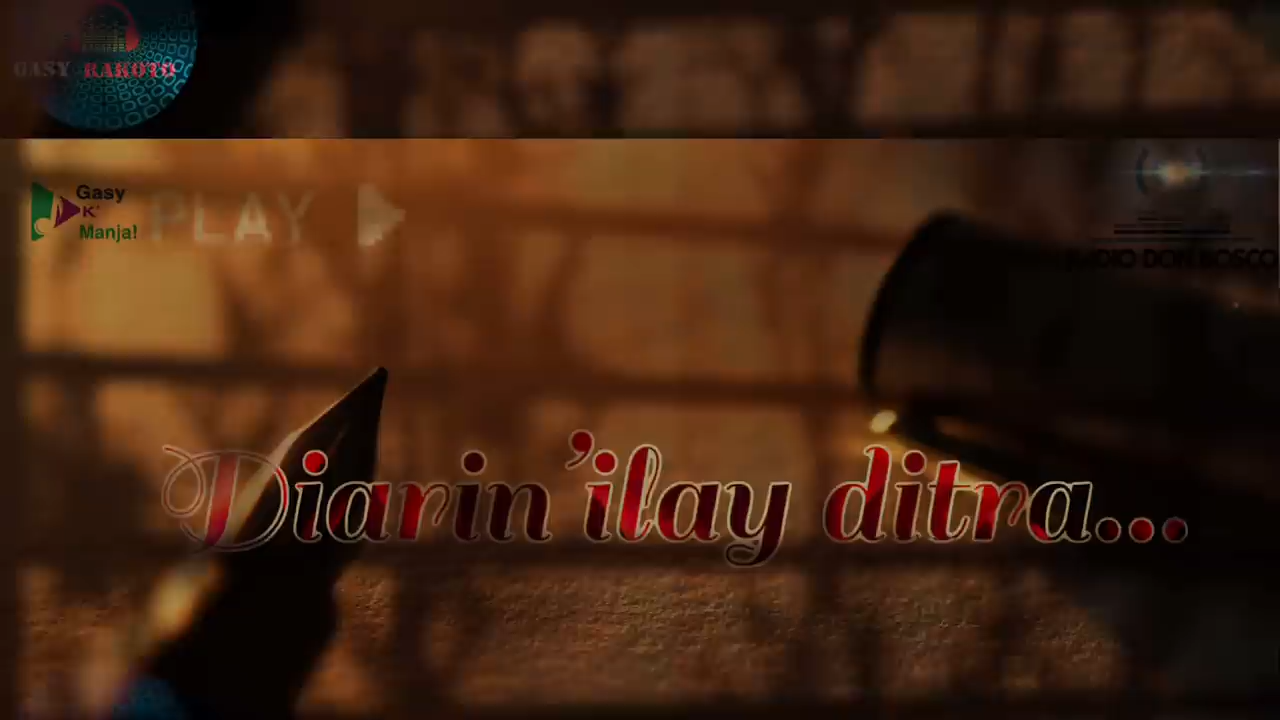 GASY RAKOTO
Gasy
K'
Manja!
PLAY
RADIO DON BOSCO
Diarin'ilay ditra...